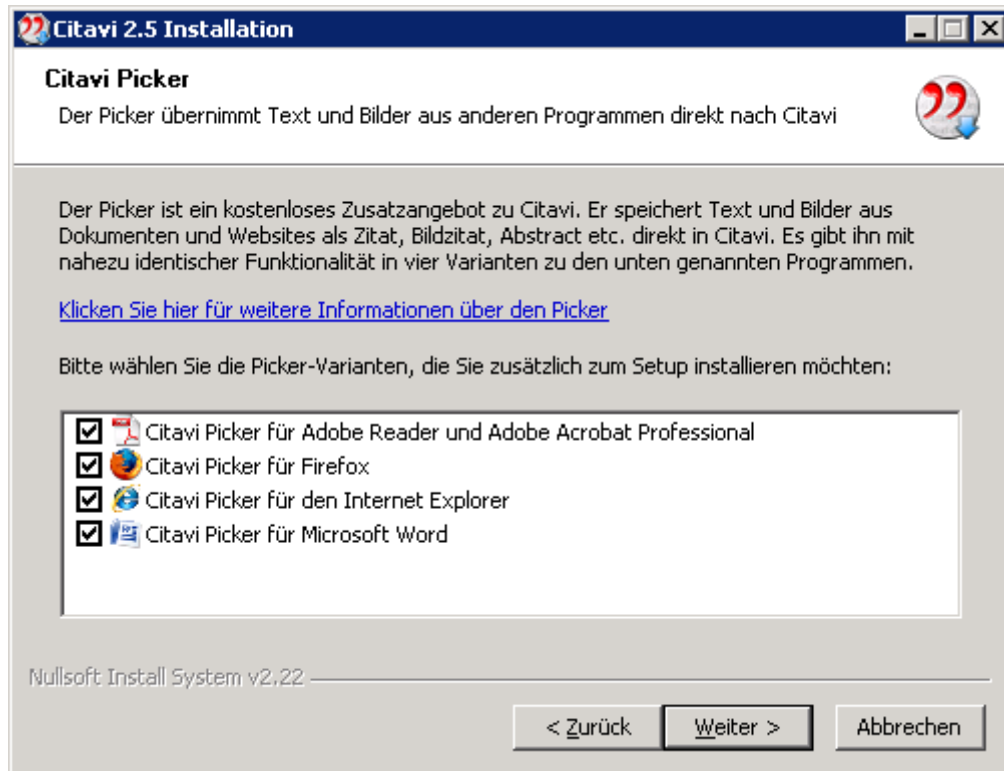 Citavi 2.5 Installation
Citavi Picker
Der Picker übernimmt Text und Bilder aus anderen Programmen direkt nach Citavi
Der Picker ist ein kostenloses Zusatzangebot zu Citavi. Er speichert Text und Bilder aus
Dokumenten und Websites als Zitat, Bildzitat, Abstract etc. direkt in Citavi. Es gibt ihn mit
nahezu identischer Funktionalität in vier Varianten zu den unten genannten Programmen.
Klicken Sie hier für weitere Informationen über den Picker
Bitte wählen Sie die Picker-Varianten, die Sie zusätzlich zum Setup installieren möchten:
Citavi Picker für Adobe Reader und Adobe Acrobat Professional
Citavi Picker für Firefox
Citavi Picker für den Internet Explorer
Citavi Picker für Microsoft Word
Nullsoft Install System v2.22
< Zurück Weiter > Abbrechen